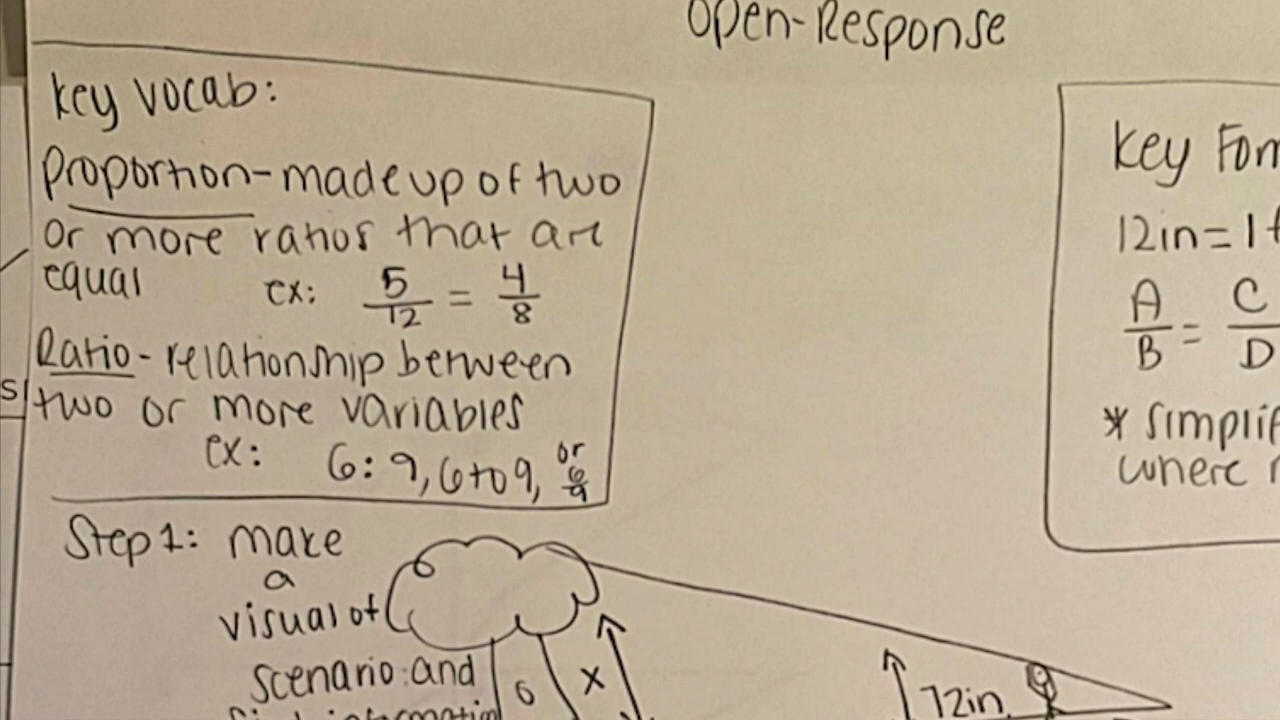 Open-Response
Key Vocab:
Proportion-made up of two
or more ratios that are
equal
ex: 5/12 = 4/8
Ratio - relationship between
two or more variables
ex: 6:9, 6 to 9, or 6/9
Key For
12in = 1 f
A/B = C/D
* simplif
where
Step 1: make
a
visual of
scenario and
X
72in.